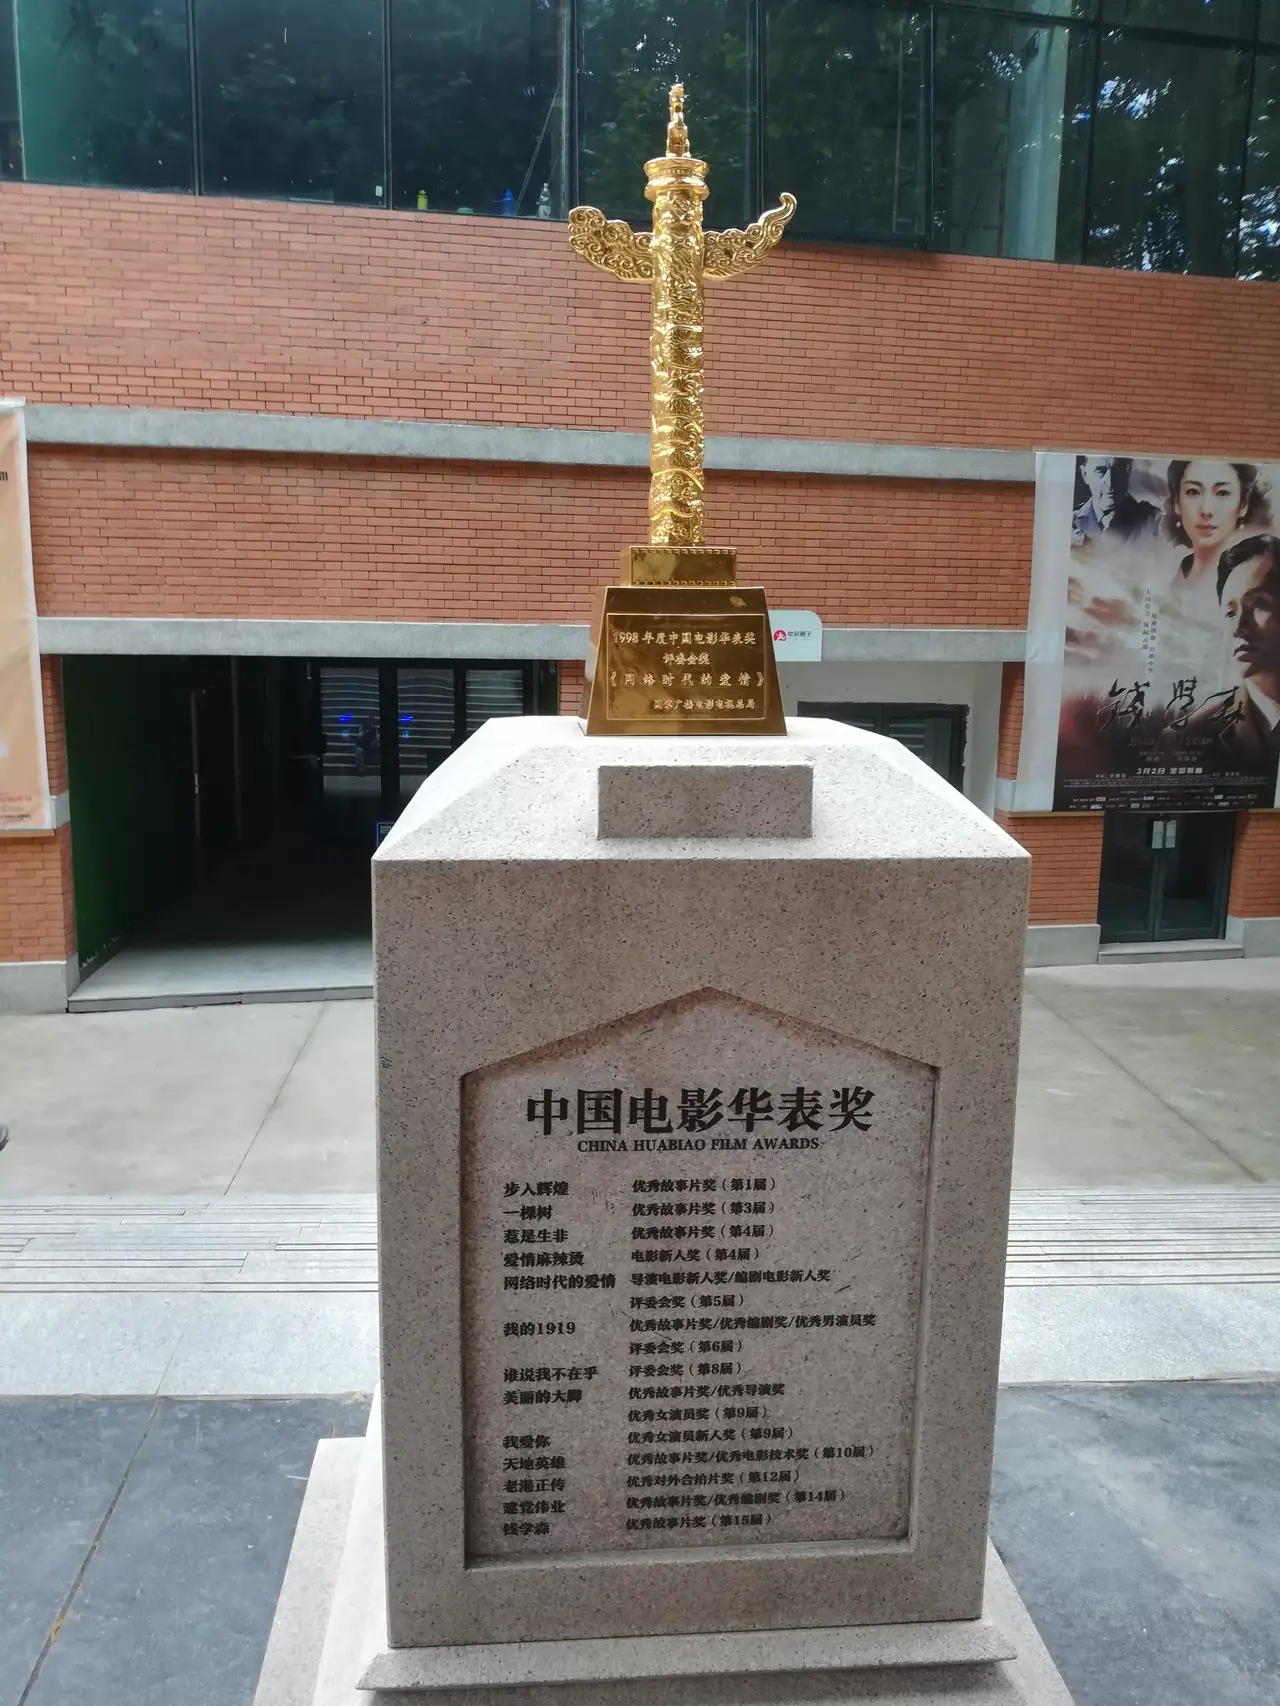 1998年度中国电影华表奖
评委会奖
《网络时代的爱情》
国家广播电影电视总局
钱学森
3月2日 全国献映
中国电影华表奖
CHINA HUABIAO FILM AWARDS
步入辉煌 优秀故事片奖（第1届）
一棵树 优秀故事片奖（第3届）
惹是生非 优秀故事片奖（第4届）
爱情麻辣烫 电影新人奖（第4届）
网络时代的爱情 导演电影新人奖/编剧电影新人奖
评委会奖（第5届）
我的1919 优秀故事片奖/优秀编剧奖/优秀男演员奖
评委会奖（第6届）
谁说我不在乎 评委会奖（第8届）
美丽的大脚 优秀故事片奖/优秀导演奖
优秀女演员奖（第9届）
我爱你 优秀女演员新人奖（第9届）
天地英雄 优秀故事片奖/优秀电影技术奖（第10届）
老港正传 优秀对外合拍片奖（第12届）
建党伟业 优秀故事片奖/优秀编剧奖（第14届）
钱学森 优秀故事片奖（第15届）